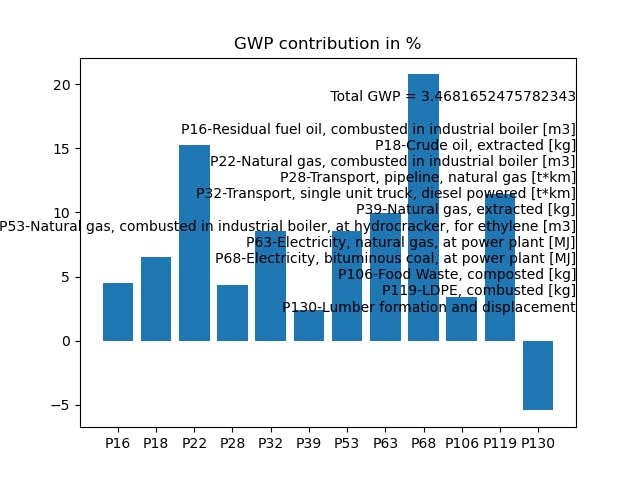 GWP contribution in %
20
Total GWP = 3.4681652475782343
P16-Residual fuel oil, combusted in industrial boiler [m3]
15
P18-Crude oil, extracted [kg]
P22-Natural gas, combusted in industrial boiler [m3]
P28-Transport, pipeline, natural gas [t*km]
P32-Transport, single unit truck, diesel powered [t*km]
10
P39-Natural gas, extracted [kg]
P53-Natural gas, combusted in industrial boiler, at hydrocracker, for ethylene [m3]
P63-Electricity, natural gas, at power plant [MJ]
P68-Electricity, bituminous coal, at power plant [MJ]
5
P106-Food Waste, composted [kg]
P119-LDPE, combusted [kg]
P130-Lumber formation and displacement
0
−5
P16 P18 P22 P28 P32 P39 P53 P63 P68 P106 P119 P130